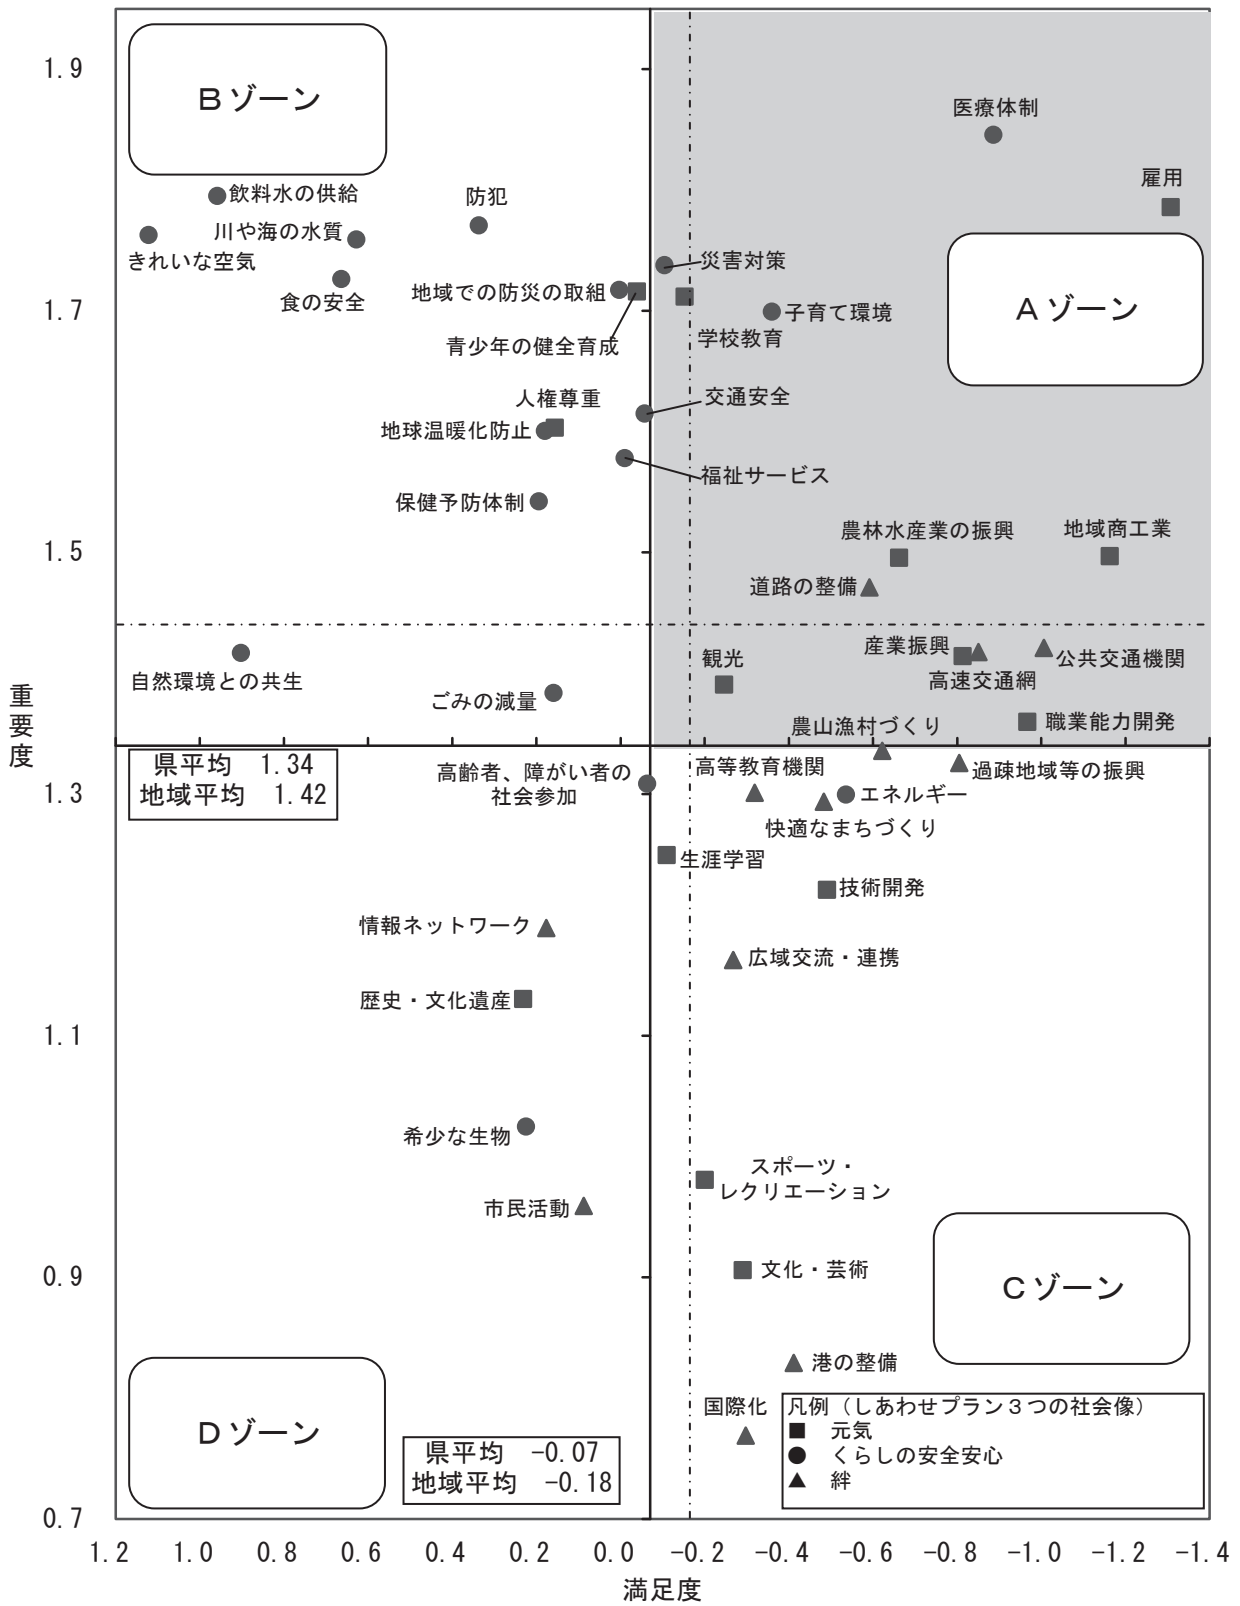 1.9
1.7
1.5
1.3
1.1
0.9
0.7
重要度
Bゾーン
Aゾーン
医療体制
雇用
飲料水の供給
防犯
川や海の水質
きれいな空気
食の安全
災害対策
地域での防災の取組
子育て環境
学校教育
青少年の健全育成
人権尊重
交通安全
地球温暖化防止
福祉サービス
保健予防体制
農林水産業の振興
地域商工業
道路の整備
産業振興
観光
公共交通機関
自然環境との共生
高速交通網
ごみの減量
職業能力開発
農山漁村づくり
県平均 1.34
地域平均 1.42
高齢者、障がい者の
社会参加
高等教育機関
過疎地域等の振興
エネルギー
快適なまちづくり
生涯学習
技術開発
情報ネットワーク
広域交流・連携
歴史・文化遺産
希少な生物
スポーツ・
レクリエーション
市民活動
文化・芸術
Cゾーン
港の整備
国際化
Dゾーン
県平均 -0.07
地域平均 -0.18
凡例（しあわせプラン３つの社会像）
■ 元気
● くらしの安全安心
▲ 絆
1.2 1.0 0.8 0.6 0.4 0.2 0.0 -0.2 -0.4 -0.6 -0.8 -1.0 -1.2 -1.4
満足度